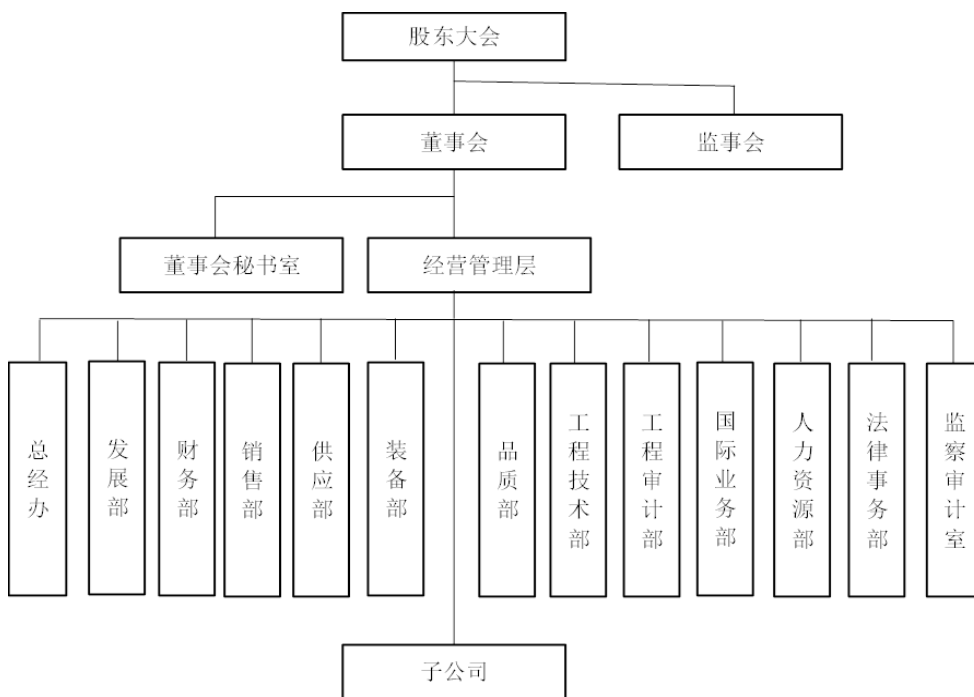 股东大会
董事会
监事会
董事会秘书室
经营管理层
总经办
发展部
财务部
销售部
供应部
装备部
品质部
工程技术部
工程审计部
国际业务部
人力资源部
法律事务部
监察审计室
子公司